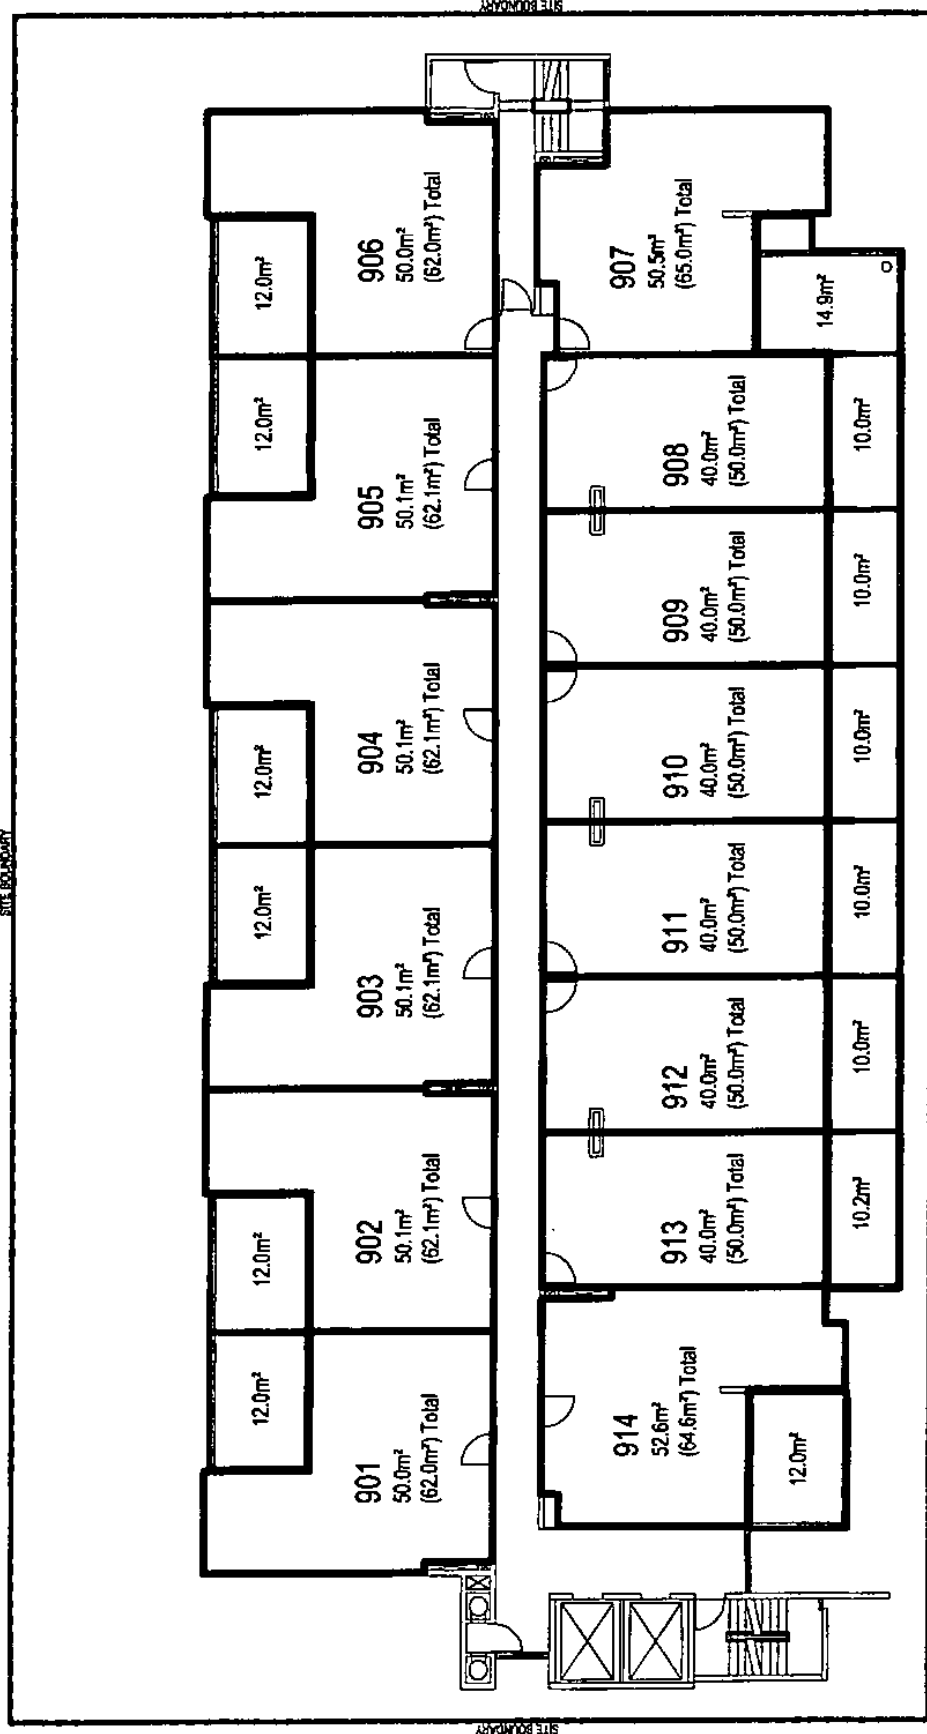 SITE BOUNDARY
SITE BOUNDARY
12.0m²
906
50.0m²
(62.0m²) Total
907
50.5m²
(65.0m²) Total
14.9m²
12.0m²
905
50.1m²
(62.1m²) Total
908
40.0m²
(50.0m²) Total
10.0m²
909
40.0m²
(50.0m²) Total
10.0m²
12.0m²
904
50.1m²
(62.1m²) Total
910
40.0m²
(50.0m²) Total
10.0m²
12.0m²
903
50.1m²
(62.1m²) Total
911
40.0m²
(50.0m²) Total
10.0m²
912
40.0m²
(50.0m²) Total
10.0m²
12.0m²
902
50.1m²
(62.1m²) Total
913
40.0m²
(50.0m²) Total
10.2m²
12.0m²
901
50.0m²
(62.0m²) Total
914
52.6m²
(64.6m²) Total
12.0m²
SITE BOUNDARY